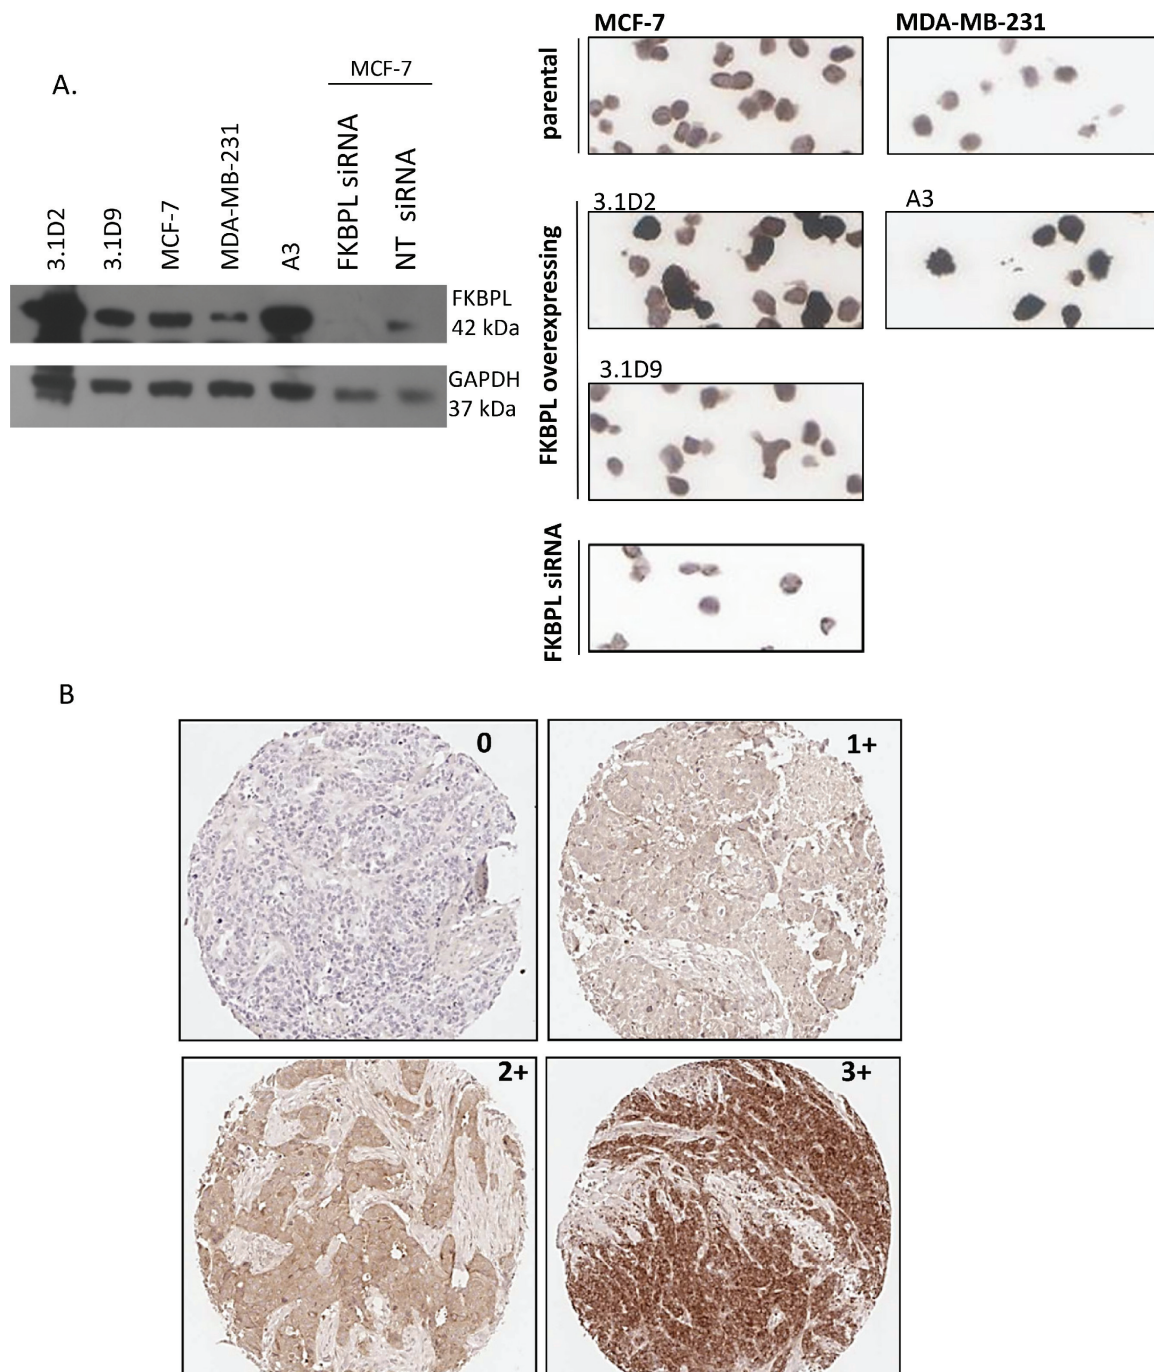 A.
MCF-7
3.1D2
3.1D9
MCF-7
MDA-MB-231
A3
FKBPL siRNA
NT siRNA
FKBPL
42 kDa
GAPDH
37 kDa
MCF-7
MDA-MB-231
parental
FKBPL overexpressing
3.1D2
A3
3.1D9
FKBPL siRNA
B
0
1+
2+
3+